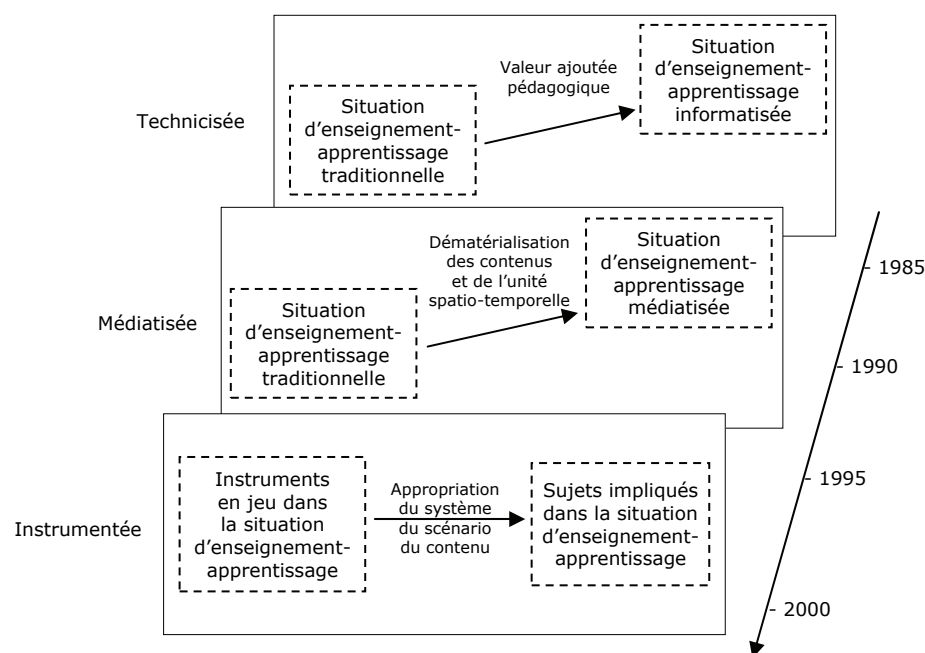 Technicisée
Situation
d'enseignement-
apprentissage
traditionnelle
Valeur ajoutée
pédagogique
Situation
d'enseignement-
apprentissage
informatisée
Médiatisée
Situation
d'enseignement-
apprentissage
traditionnelle
Dématérialisation
des contenus
et de l'unité
spatio-temporelle
Situation
d'enseignement-
apprentissage
médiatisée
Instrumentée
Instruments
en jeu dans
la situation
d'enseignement-
apprentissage
Appropriation
du système
du scénario
du contenu
Sujets impliqués
dans la situation
d'enseignement-
apprentissage
- 1985
- 1990
- 1995
- 2000